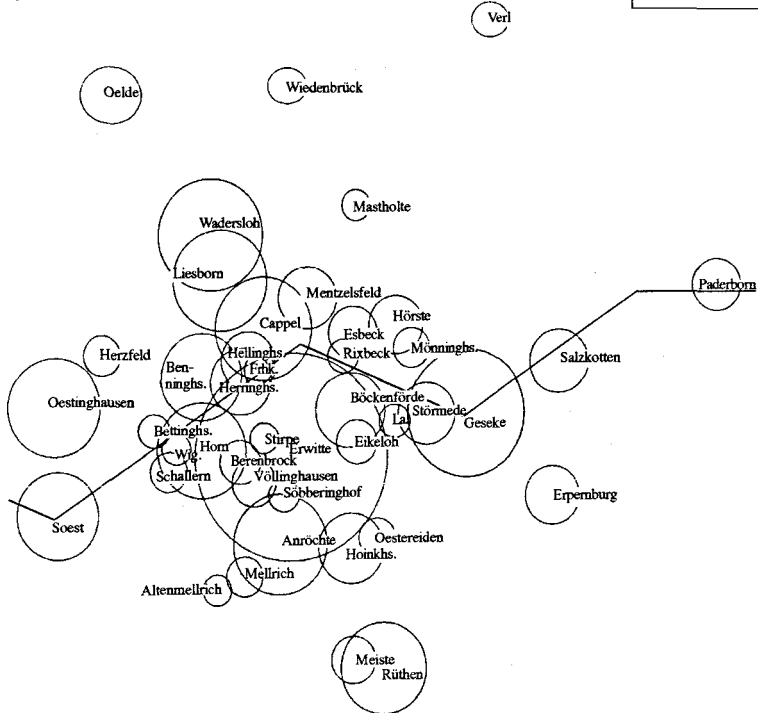 Verl
Oelde
Wiedenbrück
Mastholte
Wadersloh
Liesborn
Paderborn
Mentzelsfeld
Cappel
Hörste
Esbeck
Mönninghs.
Herzfeld
Hellinghs.
Rixbeck
Salzkotten
Ben-
ninghs.
Frhk.
Herringhs.
Oestinghausen
Böckenförde
La.
Störmede
Geseke
Bettinghs.
Stirpe
Horn
Erwitte
Eikeloh
Wig.
Berenbrock
Schallern
Völlinghausen
Söbberinghof
Erpernburg
Soest
Anröchte
Oestereiden
Hoinkhs.
Mellrich
Altenmellrich
Meiste
Rüthen